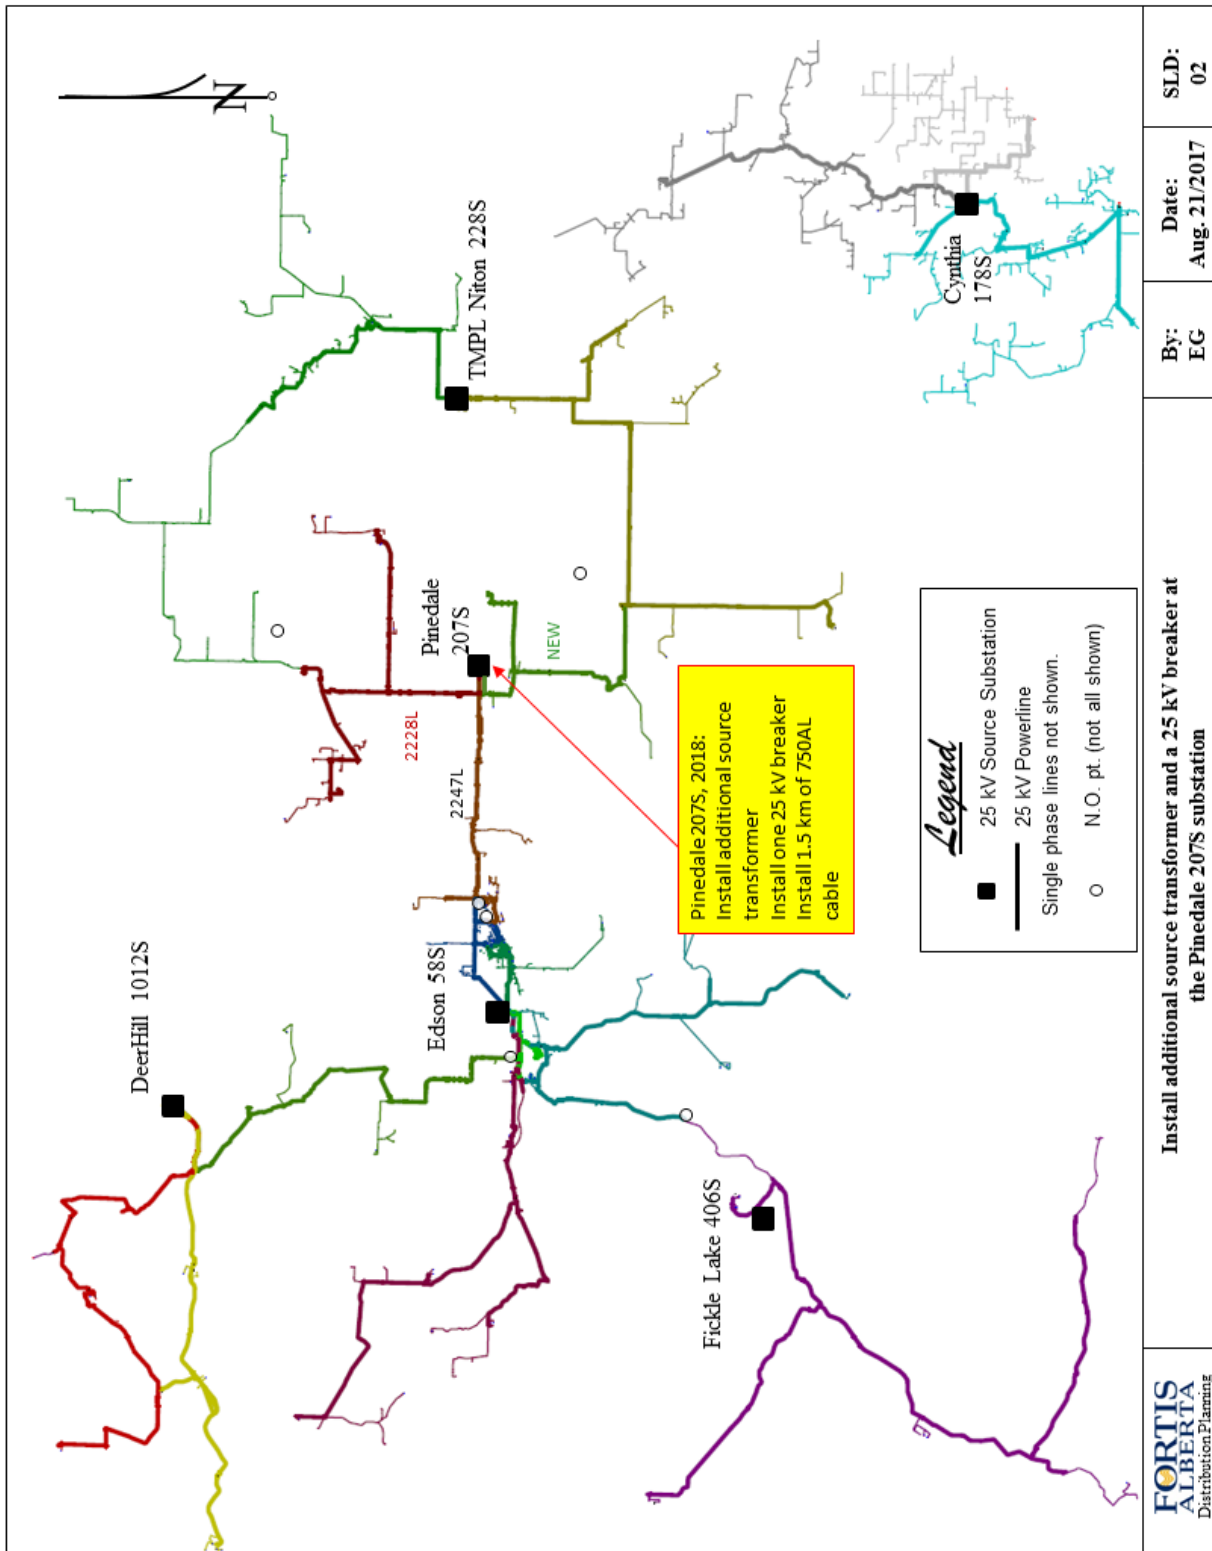 N
DeerHill 1012S
Edson 58S
Pinedale
207S
TMPL Niton 228S
2228L
2247L
NEW
Fickle Lake 406S
Cynthia
178S
Pinedale 207S, 2018:
Install additional source
transformer
Install one 25 kV breaker
Install 1.5 km of 750AL
cable
Legend
25 kV Source Substation
25 kV Powerline
Single phase lines not shown.
N.O. pt. (not all shown)
FORTIS
ALBERTA
Distribution Planning
Install additional source transformer and a 25 kV breaker at
the Pinedale 207S substation
By:
EG
Date:
Aug. 21/2017
SLD:
02